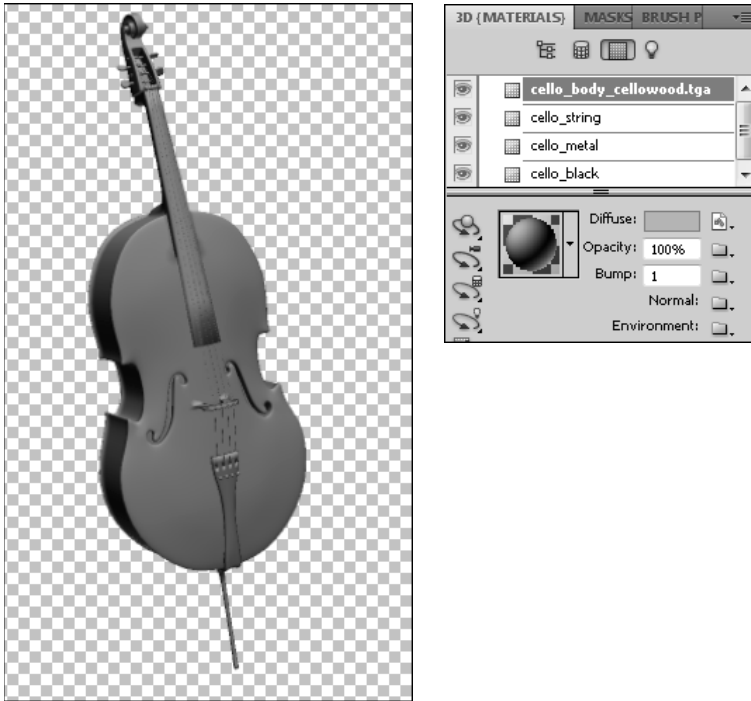 3D {MATERIALS} MASKS BRUSH P
cello_body_cellowood.tga
cello_string
cello_metal
cello_black
Diffuse:
Opacity: 100%
Bump: 1
Normal:
Environment: